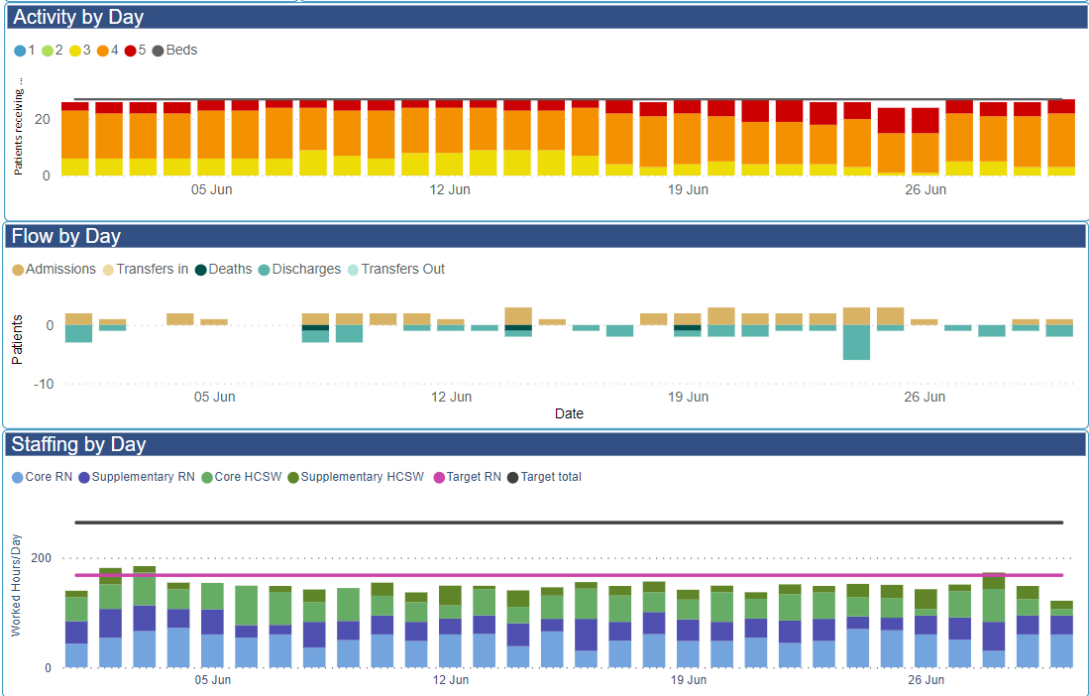 Activity by Day
1 2 3 4 5 Beds
Patients receiving ...
20
0
05 Jun 12 Jun 19 Jun 26 Jun
Flow by Day
Admissions Transfers in Deaths Discharges Transfers Out
Patients
0
-10
05 Jun 12 Jun 19 Jun 26 Jun
Date
Staffing by Day
Core RN Supplementary RN Core HCSW Supplementary HCSW Target RN Target total
Worked Hours/Day
200
0
05 Jun 12 Jun 19 Jun 26 Jun